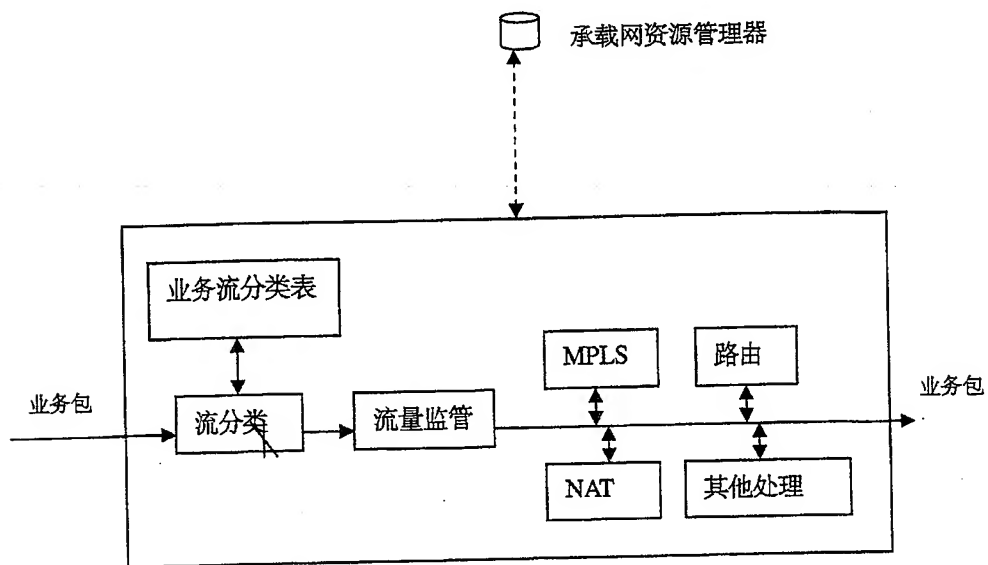 承载网资源管理器
业务流分类表
MPLS
路由
业务包
业务包
流分类
流量监管
NAT
其他处理